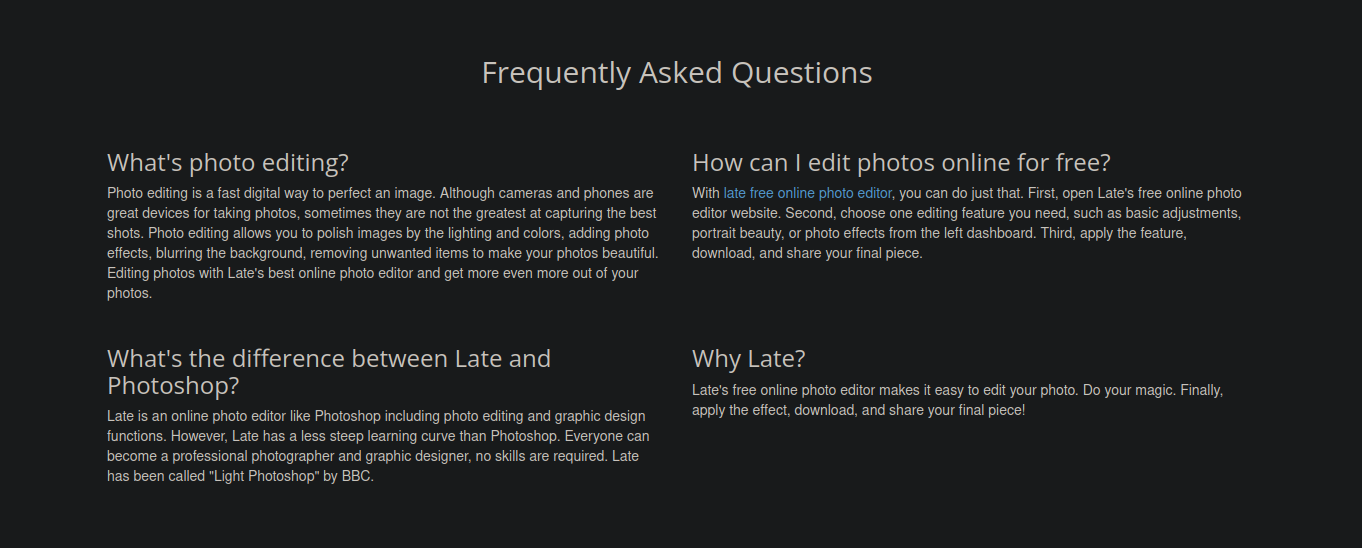 Frequently Asked Questions
What's photo editing?
Photo editing is a fast digital way to perfect an image. Although cameras and phones are
great devices for taking photos, sometimes they are not the greatest at capturing the best
shots. Photo editing allows you to polish images by the lighting and colors, adding photo
effects, blurring the background, removing unwanted items to make your photos beautiful.
Editing photos with Late's best online photo editor and get more even more out of your
photos.
How can I edit photos online for free?
With late free online photo editor, you can do just that. First, open Late's free online photo
editor website. Second, choose one editing feature you need, such as basic adjustments,
portrait beauty, or photo effects from the left dashboard. Third, apply the feature,
download, and share your final piece.
What's the difference between Late and
Photoshop?
Late is an online photo editor like Photoshop including photo editing and graphic design
functions. However, Late has a less steep learning curve than Photoshop. Everyone can
become a professional photographer and graphic designer, no skills are required. Late
has been called "Light Photoshop" by BBC.
Why Late?
Late's free online photo editor makes it easy to edit your photo. Do your magic. Finally,
apply the effect, download, and share your final piece!